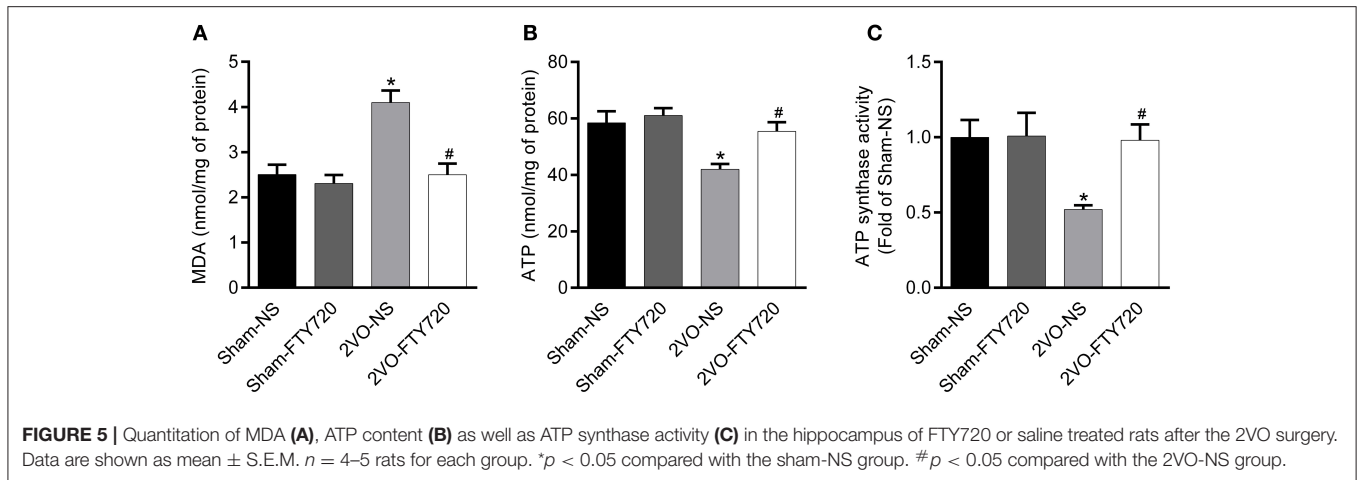 A
MDA (nmol/mg of protein)
5
4
3
2
1
0
*
#
Sham-NS
Sham-FTY720
2VO-NS
2VO-FTY720
B
ATP (nmol/mg of protein)
80
60
40
20
0
*
#
Sham-NS
Sham-FTY720
2VO-NS
2VO-FTY720
C
ATP synthase activity
(Fold of Sham-NS)
1.5
1.0
0.5
0.0
*
#
Sham-NS
Sham-FTY720
2VO-NS
2VO-FTY720
FIGURE 5 | Quantitation of MDA (A), ATP content (B) as well as ATP synthase activity (C) in the hippocampus of FTY720 or saline treated rats after the 2VO surgery.
Data are shown as mean ± S.E.M. n = 4–5 rats for each group. *p < 0.05 compared with the sham-NS group. #p < 0.05 compared with the 2VO-NS group.